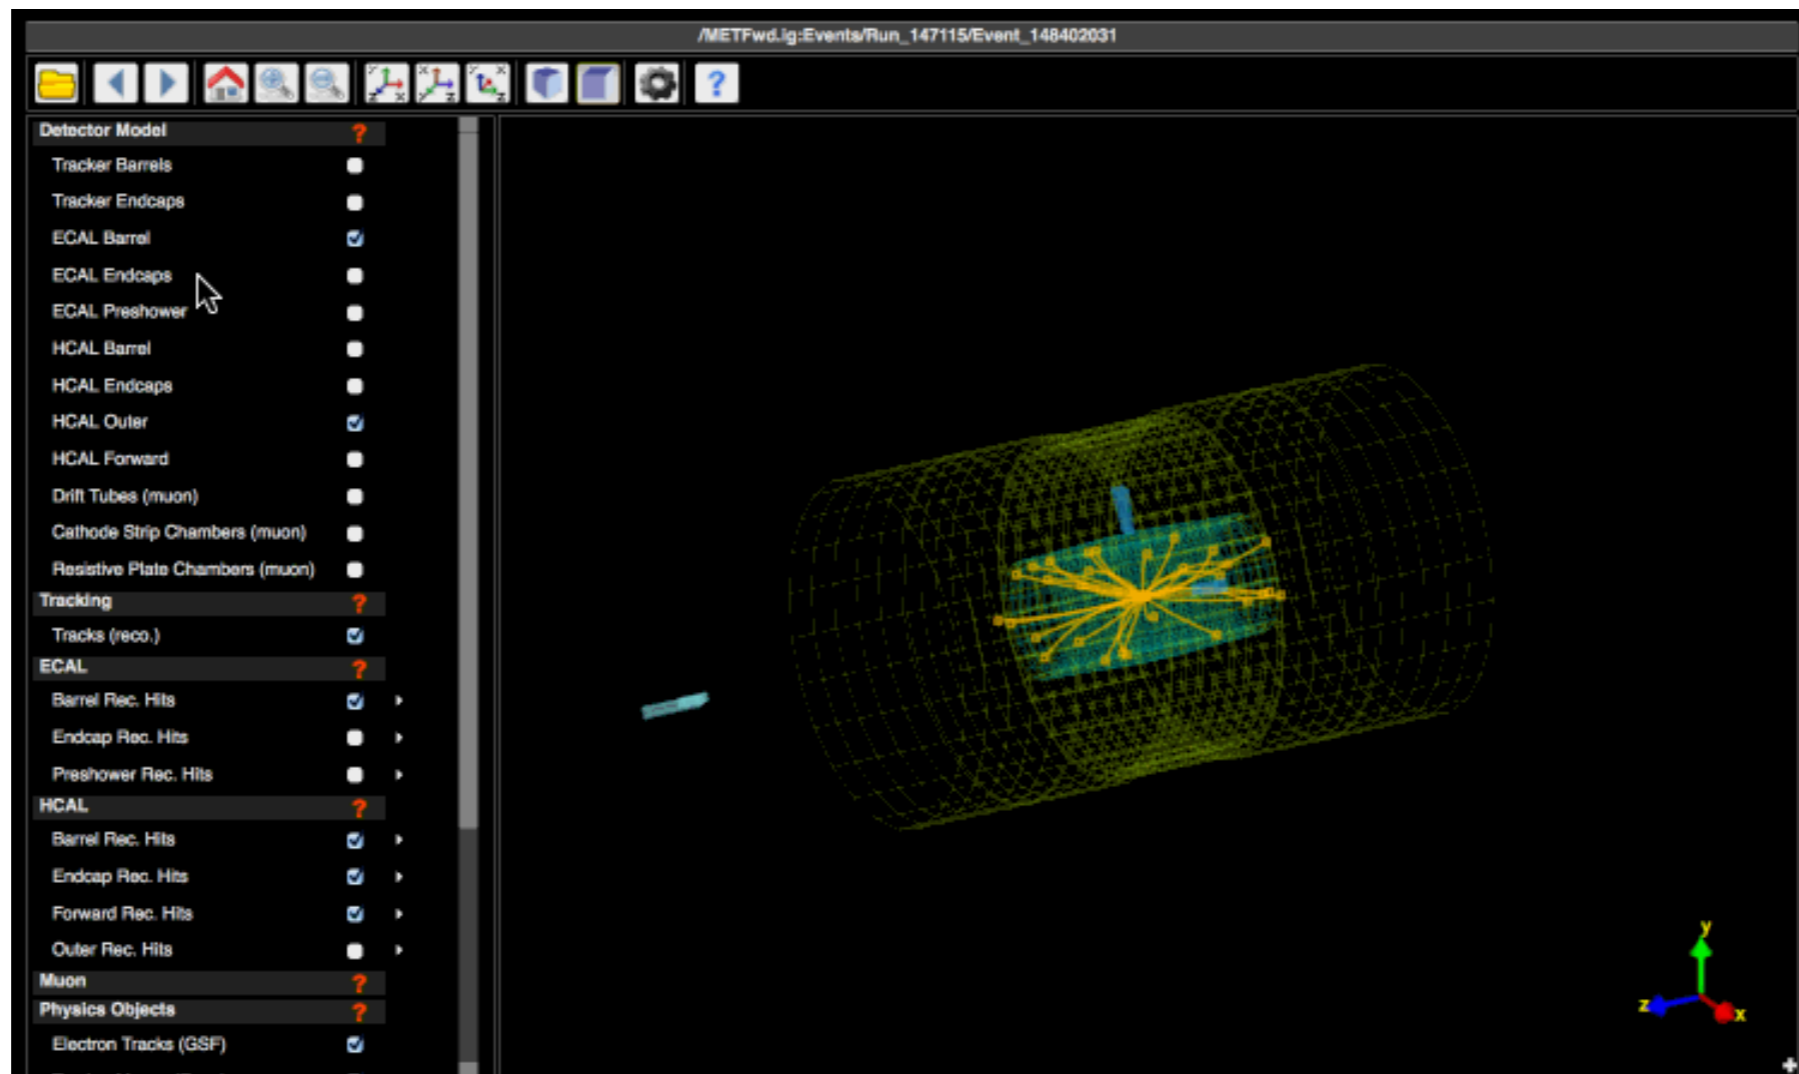 /METFwd.ig:Events/Run_147115/Event_148402031
?
Detector Model ?
Tracker Barrels
Tracker Endcaps
ECAL Barrel
ECAL Endcaps
ECAL Preshower
HCAL Barrel
HCAL Endcaps
HCAL Outer
HCAL Forward
Drift Tubes (muon)
Cathode Strip Chambers (muon)
Resistive Plate Chambers (muon)
Tracking ?
Tracks (reco.)
ECAL ?
Barrel Rec. Hits
Endcap Rec. Hits
Preshower Rec. Hits
HCAL ?
Barrel Rec. Hits
Endcap Rec. Hits
Forward Rec. Hits
Outer Rec. Hits
Muon ?
Physics Objects ?
Electron Tracks (GSF)
y
z x